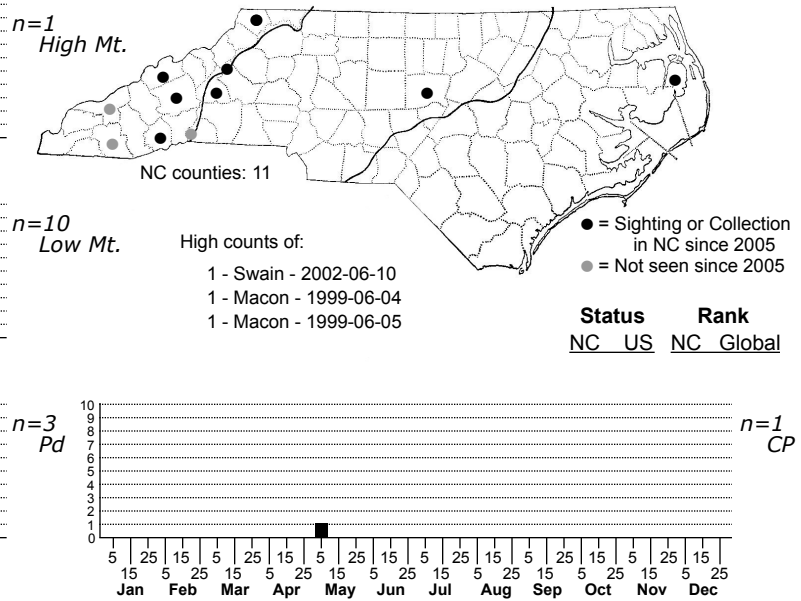 n=1
High Mt.
NC counties: 11
n=10
Low Mt.
High counts of:
1 - Swain - 2002-06-10
1 - Macon - 1999-06-04
1 - Macon - 1999-06-05
= Sighting or Collection
in NC since 2005
= Not seen since 2005
Status Rank
NC US NC Global
n=3
Pd
n=1
CP
10
9
8
7
6
5
4
3
2
1
0
5 25 15 5 25 15 5 25 15 5 25 15 5 25 15 5 25 15
15 5 25 15 5 25 15 5 25 15 5 25 15 5 25 15 5 25
Jan Feb Mar Apr May Jun Jul Aug Sep Oct Nov Dec